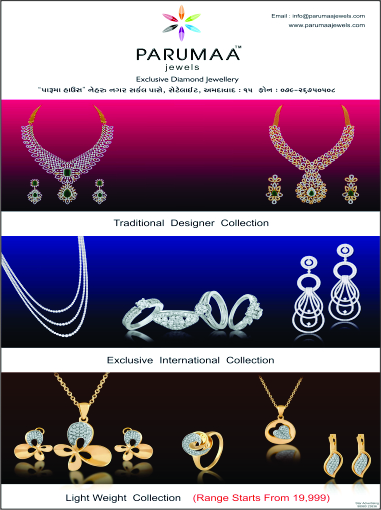 Email : info@parumaajewels.com
www.parumaajewels.com
PARUMAA™
jewels
Exclusive Diamond Jewellery
"પારૂમા હાઉસ" નેહરુ નગર સર્કલ પાસે, સેટેલાઈટ, અમદાવાદ : ૧૫ ફોન : ૦૭૯-૨૬૭૫૦૫૦૮
Traditional Designer Collection
Exclusive International Collection
Light Weight Collection (Range Starts From 19,999)